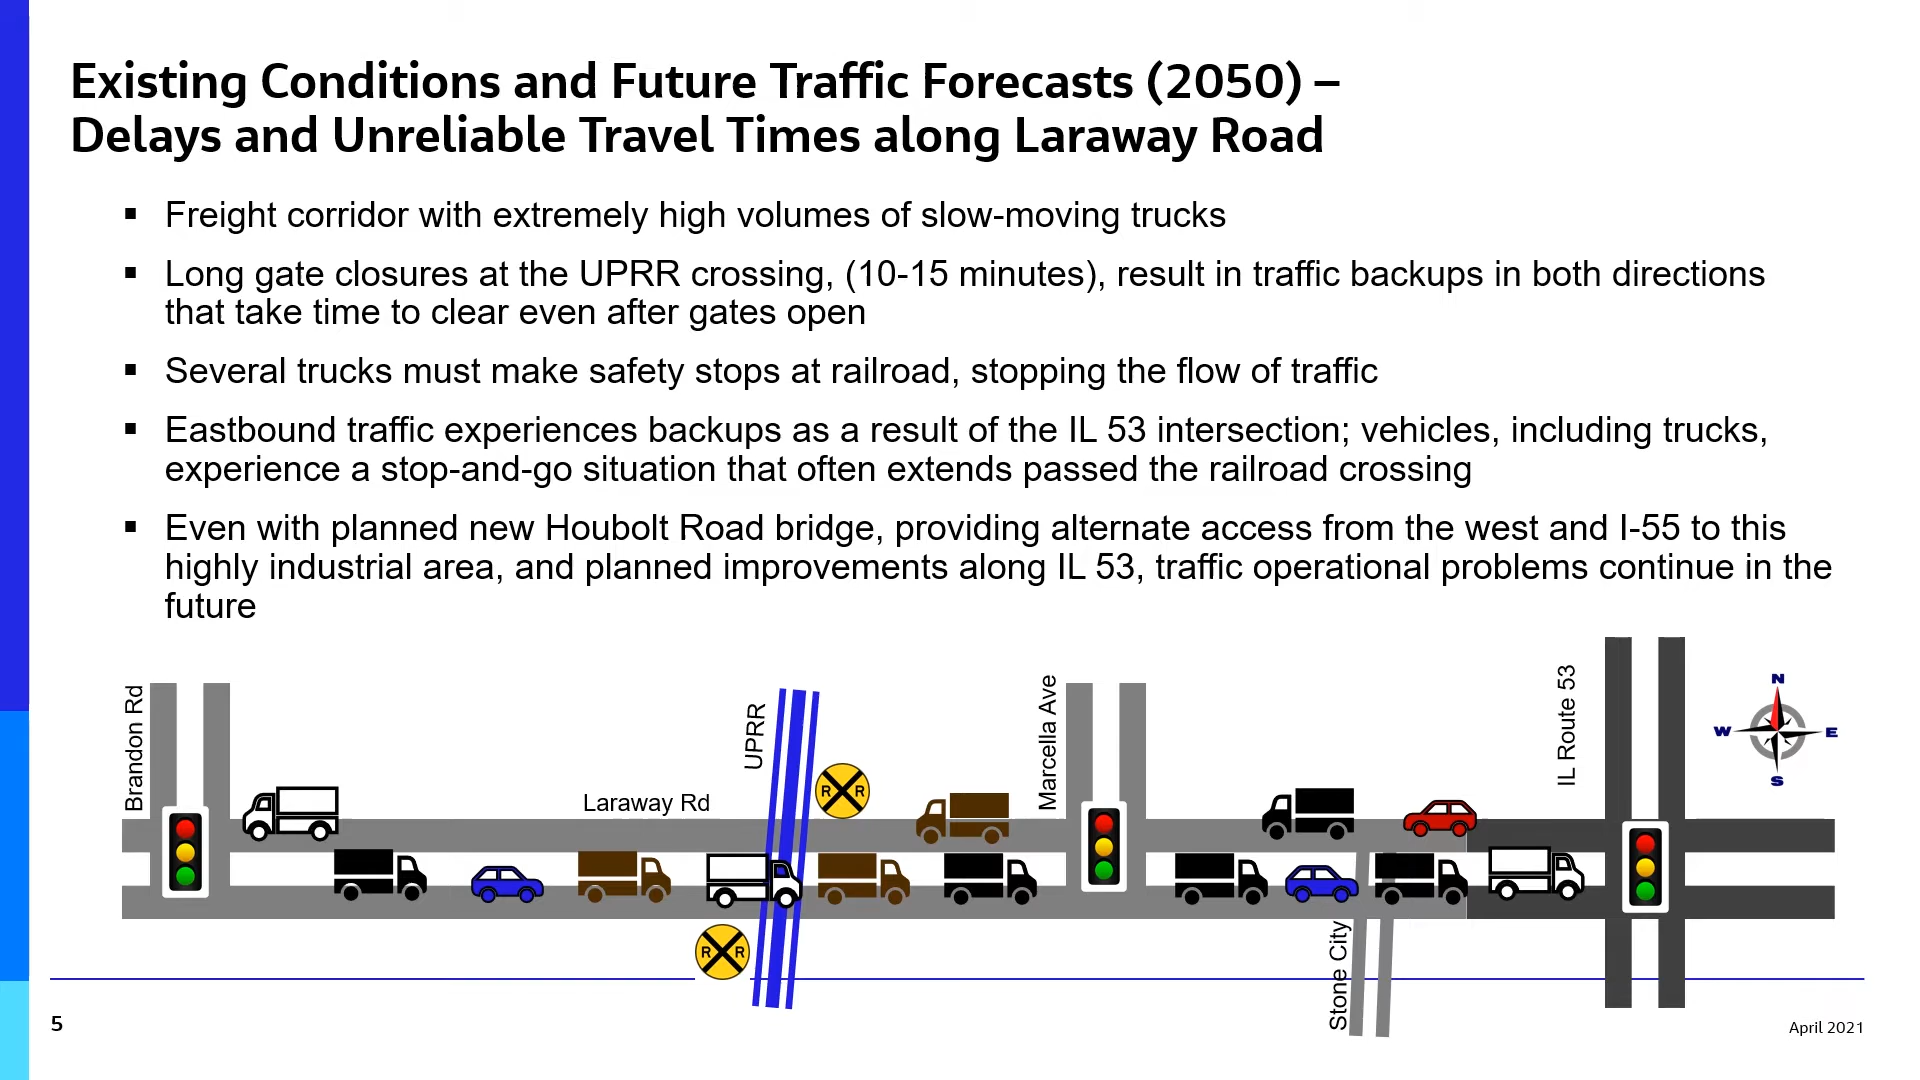 Existing Conditions and Future Traffic Forecasts (2050) –
Delays and Unreliable Travel Times along Laraway Road
▪ Freight corridor with extremely high volumes of slow-moving trucks
▪ Long gate closures at the UPRR crossing, (10-15 minutes), result in traffic backups in both directions
that take time to clear even after gates open
▪ Several trucks must make safety stops at railroad, stopping the flow of traffic
▪ Eastbound traffic experiences backups as a result of the IL 53 intersection; vehicles, including trucks,
experience a stop-and-go situation that often extends passed the railroad crossing
▪ Even with planned new Houbolt Road bridge, providing alternate access from the west and I-55 to this
highly industrial area, and planned improvements along IL 53, traffic operational problems continue in the
future
Brandon Rd
Laraway Rd
UPRR
R R
R R
Marcella Ave
Stone City
IL Route 53
N
W E
S
5
April 2021